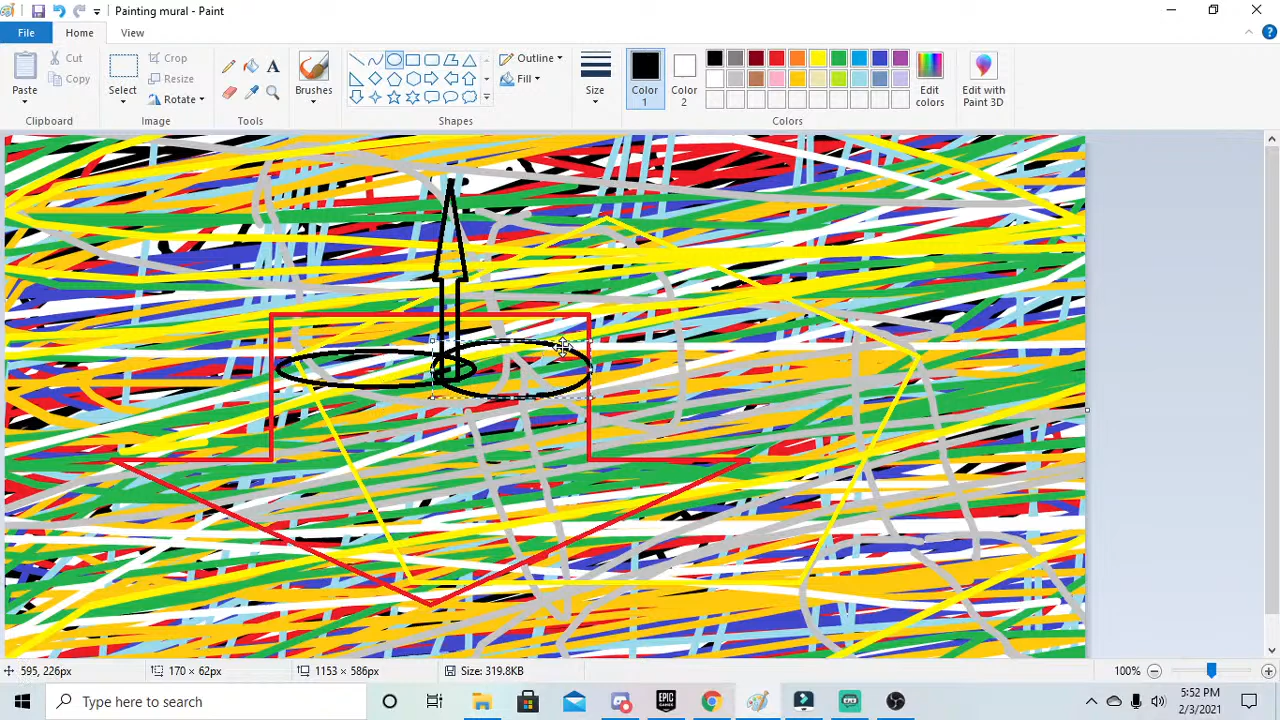 Painting mural - Paint
File Home View
Paste
Cut
Copy
Clipboard
Select
Crop
Resize
Rotate
Image
A
Tools
Brushes
Outline
Fill
Shapes
Size
Color
1
Color
2
Edit
colors
Colors
Edit with
Paint 3D
595, 226px 170 × 62px 1153 × 586px Size: 319.8KB 100%
Type here to search
EPIC
GAMES
5:52 PM
2/3/2021